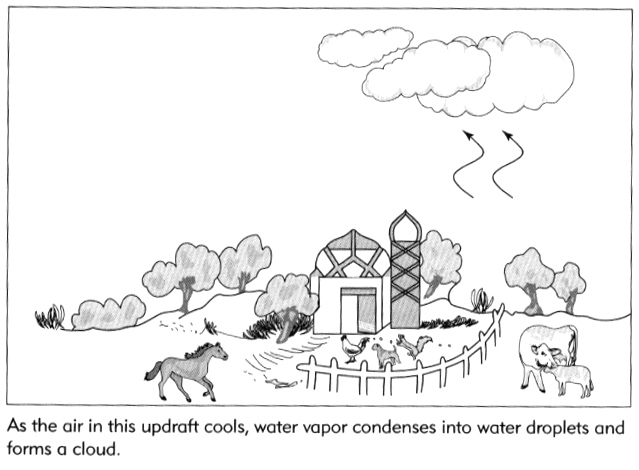 As the air in this updraft cools, water vapor condenses into water droplets and
forms a cloud.